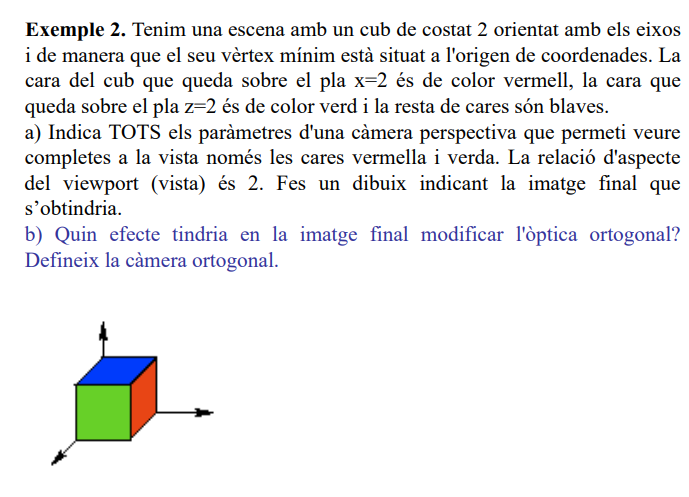 Exemple 2. Tenim una escena amb un cub de costat 2 orientat amb els eixos
i de manera que el seu vèrtex mínim està situat a l'origen de coordenades. La
cara del cub que queda sobre el pla x=2 és de color vermell, la cara que
queda sobre el pla z=2 és de color verd i la resta de cares són blaves.
a) Indica TOTS els paràmetres d'una càmera perspectiva que permeti veure
completes a la vista només les cares vermella i verda. La relació d'aspecte
del viewport (vista) és 2. Fes un dibuix indicant la imatge final que
s’obtindria.
b) Quin efecte tindria en la imatge final modificar l'òptica ortogonal?
Defineix la càmera ortogonal.